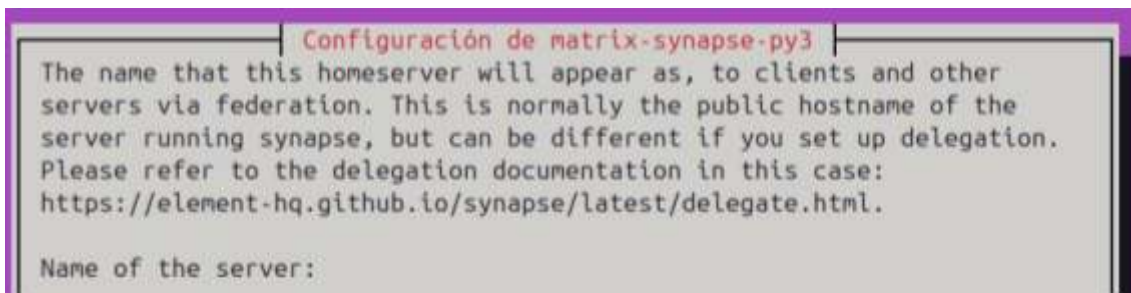 Configuración de matrix-synapse-py3
The name that this homeserver will appear as, to clients and other
servers via federation. This is normally the public hostname of the
server running synapse, but can be different if you set up delegation.
Please refer to the delegation documentation in this case:
https://element-hq.github.io/synapse/latest/delegate.html.
Name of the server: